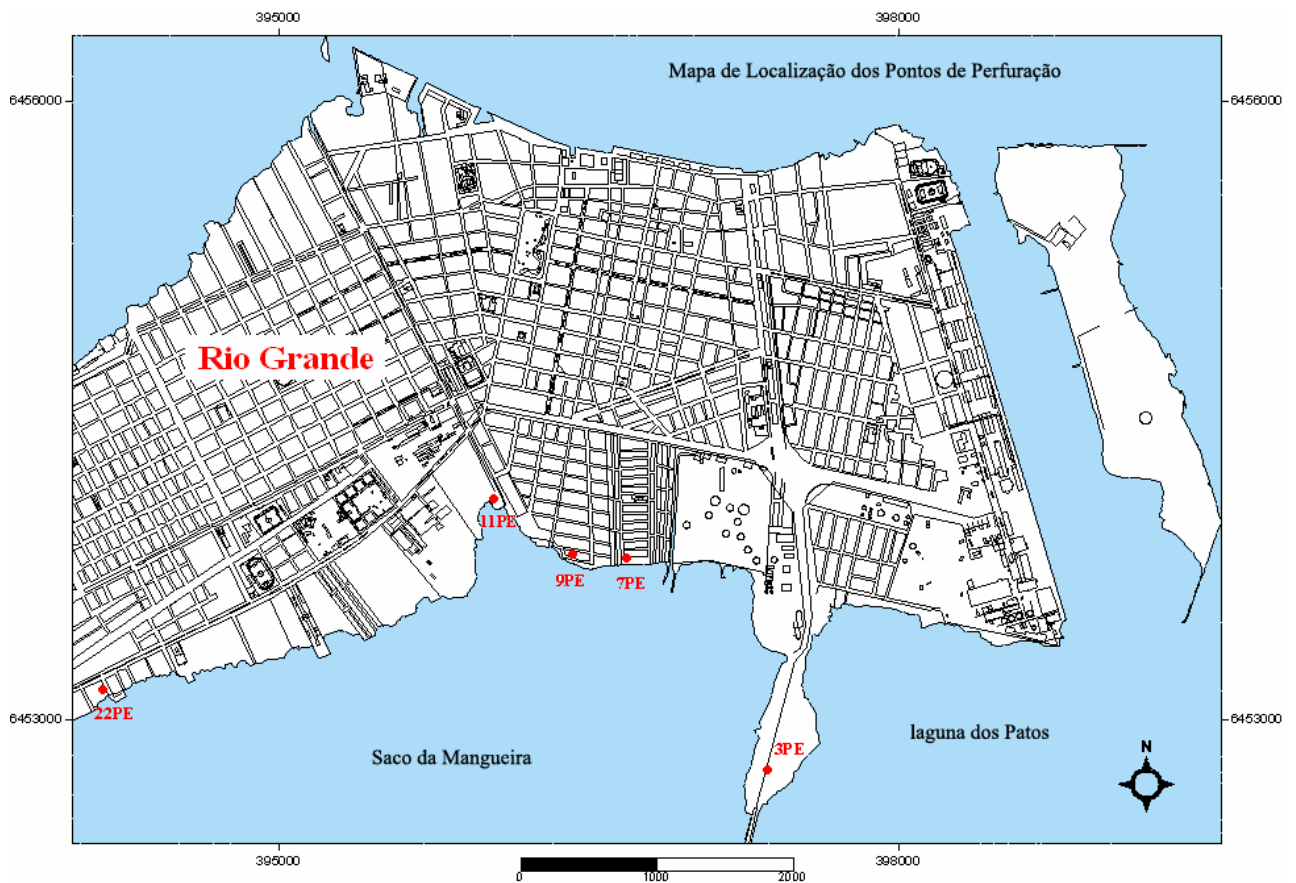 395000
398000
Mapa de Localização dos Pontos de Perfuração
6456000
6456000
Rio Grande
11PE
9PE
7PE
22PE
6453000
6453000
3PE
laguna dos Patos
Saco da Mangueira
N
395000
398000
0
1000
2000